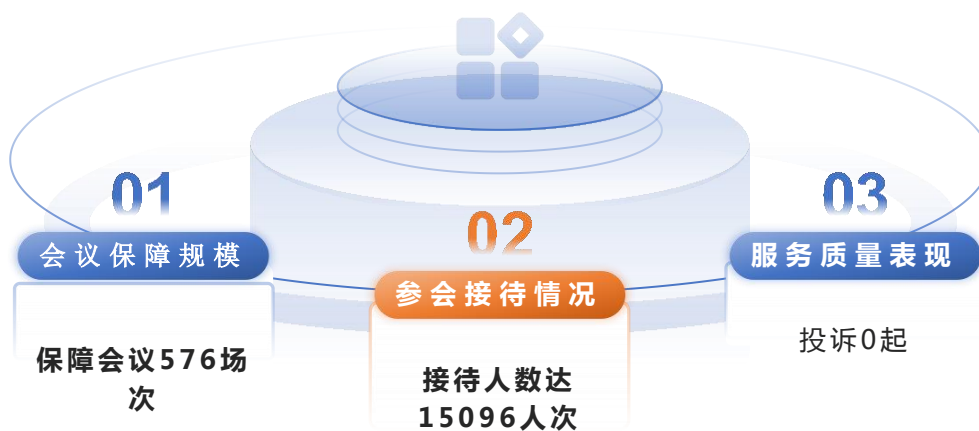 01
会议保障规模
保障会议576场
次
02
参会接待情况
接待人数达
15096人次
03
服务质量表现
投诉0起